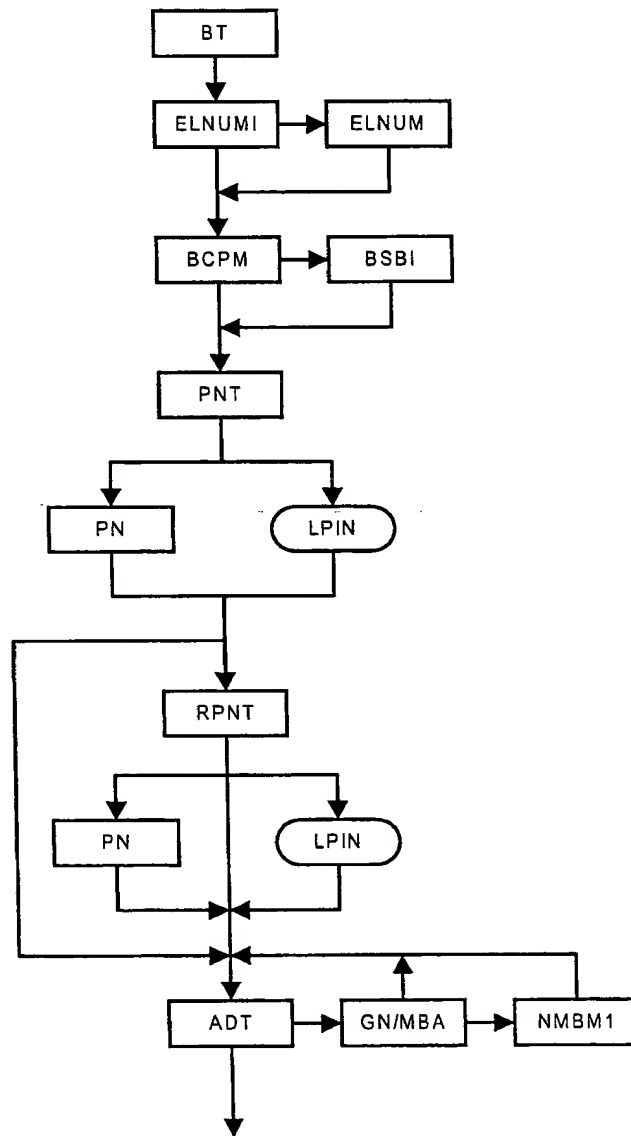 BT
ELNUMI
ELNUM
BCPM
BSBI
PNT
PN
LPIN
RPNT
PN
LPIN
ADT
GN/MBA
NMBM1